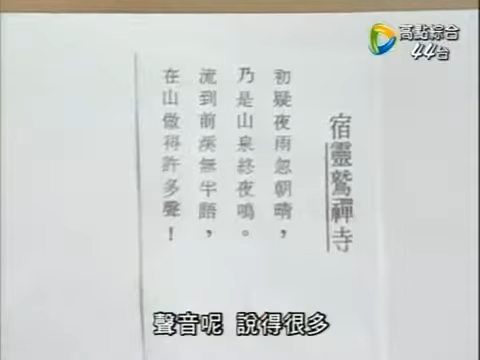 高點綜合
44台
宿靈鷲禪寺
初疑夜雨忽朝晴，
乃是山泉終夜鳴。
流到前溪無半語，
在山做得許多聲！
聲音呢 說得很多